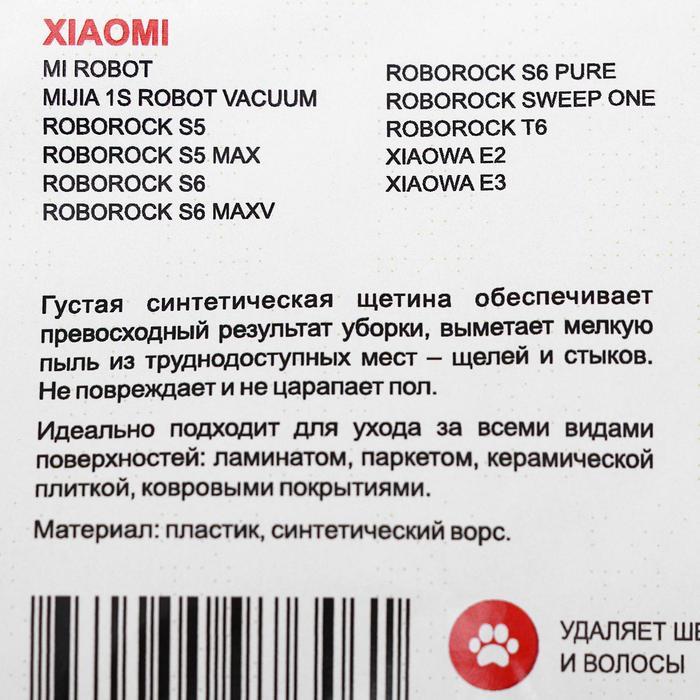 XIAOMI
MI ROBOT
MIJIA 1S ROBOT VACUUM
ROBOROCK S5
ROBOROCK S5 MAX
ROBOROCK S6
ROBOROCK S6 MAXV
ROBOROCK S6 PURE
ROBOROCK SWEEP ONE
ROBOROCK T6
XIAOWA E2
XIAOWA E3
Густая синтетическая щетина обеспечивает
превосходный результат уборки, выметает мелкую
пыль из труднодоступных мест – щелей и стыков.
Не повреждает и не царапает пол.
Идеально подходит для ухода за всеми видами
поверхностей: ламинатом, паркетом, керамической
плиткой, ковровыми покрытиями.
Материал: пластик, синтетический ворс.
УДАЛЯЕТ
И ВОЛОСЫ